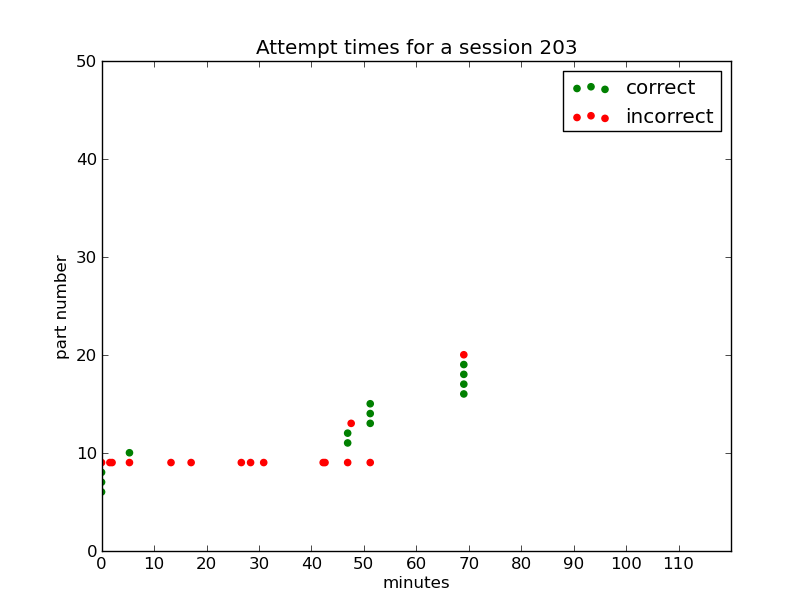 Attempt times for a session 203
correct
incorrect
50
40
30
20
10
0
part number
0 10 20 30 40 50 60 70 80 90 100 110
minutes